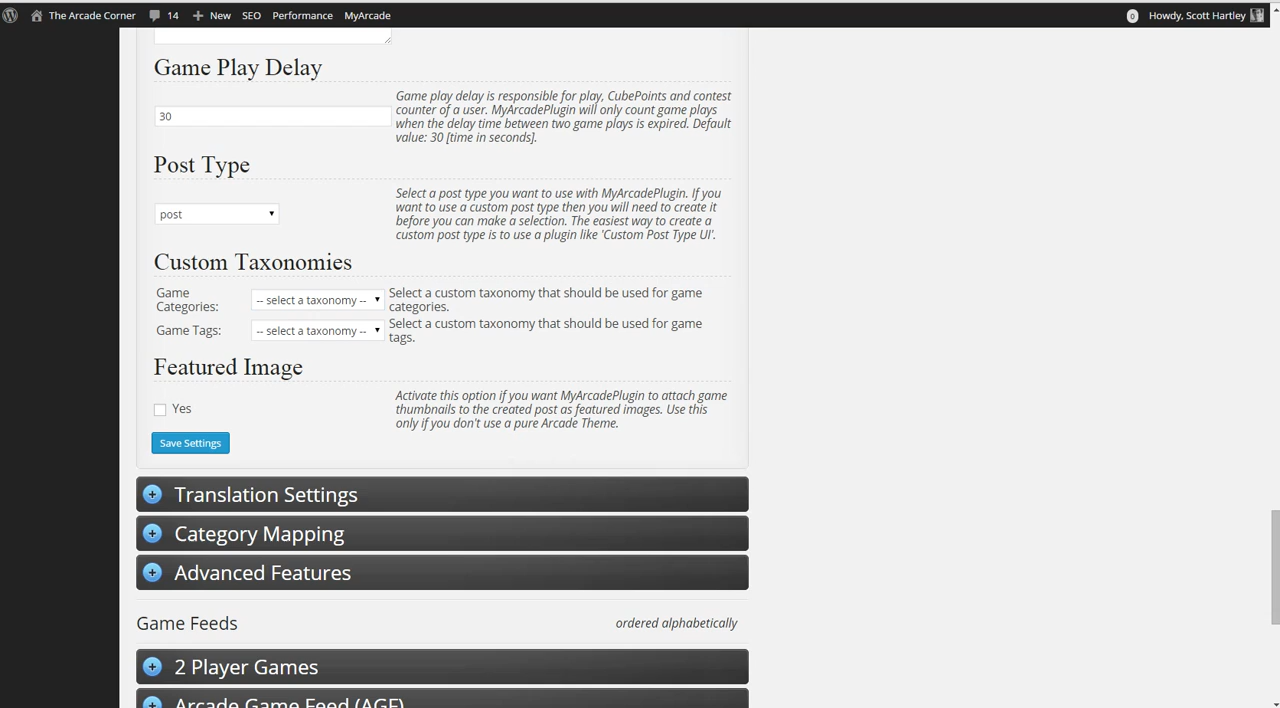 The Arcade Corner 14 New SEO Performance MyArcade 0 Howdy, Scott Hartley
Game Play Delay
30
Game play delay is responsible for play, CubePoints and contest
counter of a user. MyArcadePlugin will only count game plays
when the delay time between two game plays is expired. Default
value: 30 [time in seconds].
Post Type
post
Select a post type you want to use with MyArcadePlugin. If you
want to use a custom post type then you will need to create it
before you can make a selection. The easiest way to create a
custom post type is to use a plugin like 'Custom Post Type UI'.
Custom Taxonomies
Game
Categories:
-- select a taxonomy --
Select a custom taxonomy that should be used for game
categories.
Game Tags:
-- select a taxonomy --
Select a custom taxonomy that should be used for game
tags.
Featured Image
Yes
Activate this option if you want MyArcadePlugin to attach game
thumbnails to the created post as featured images. Use this
only if you don't use a pure Arcade Theme.
Save Settings
Translation Settings
Category Mapping
Advanced Features
Game Feeds ordered alphabetically
2 Player Games
Arcade Game Feed (AGF)